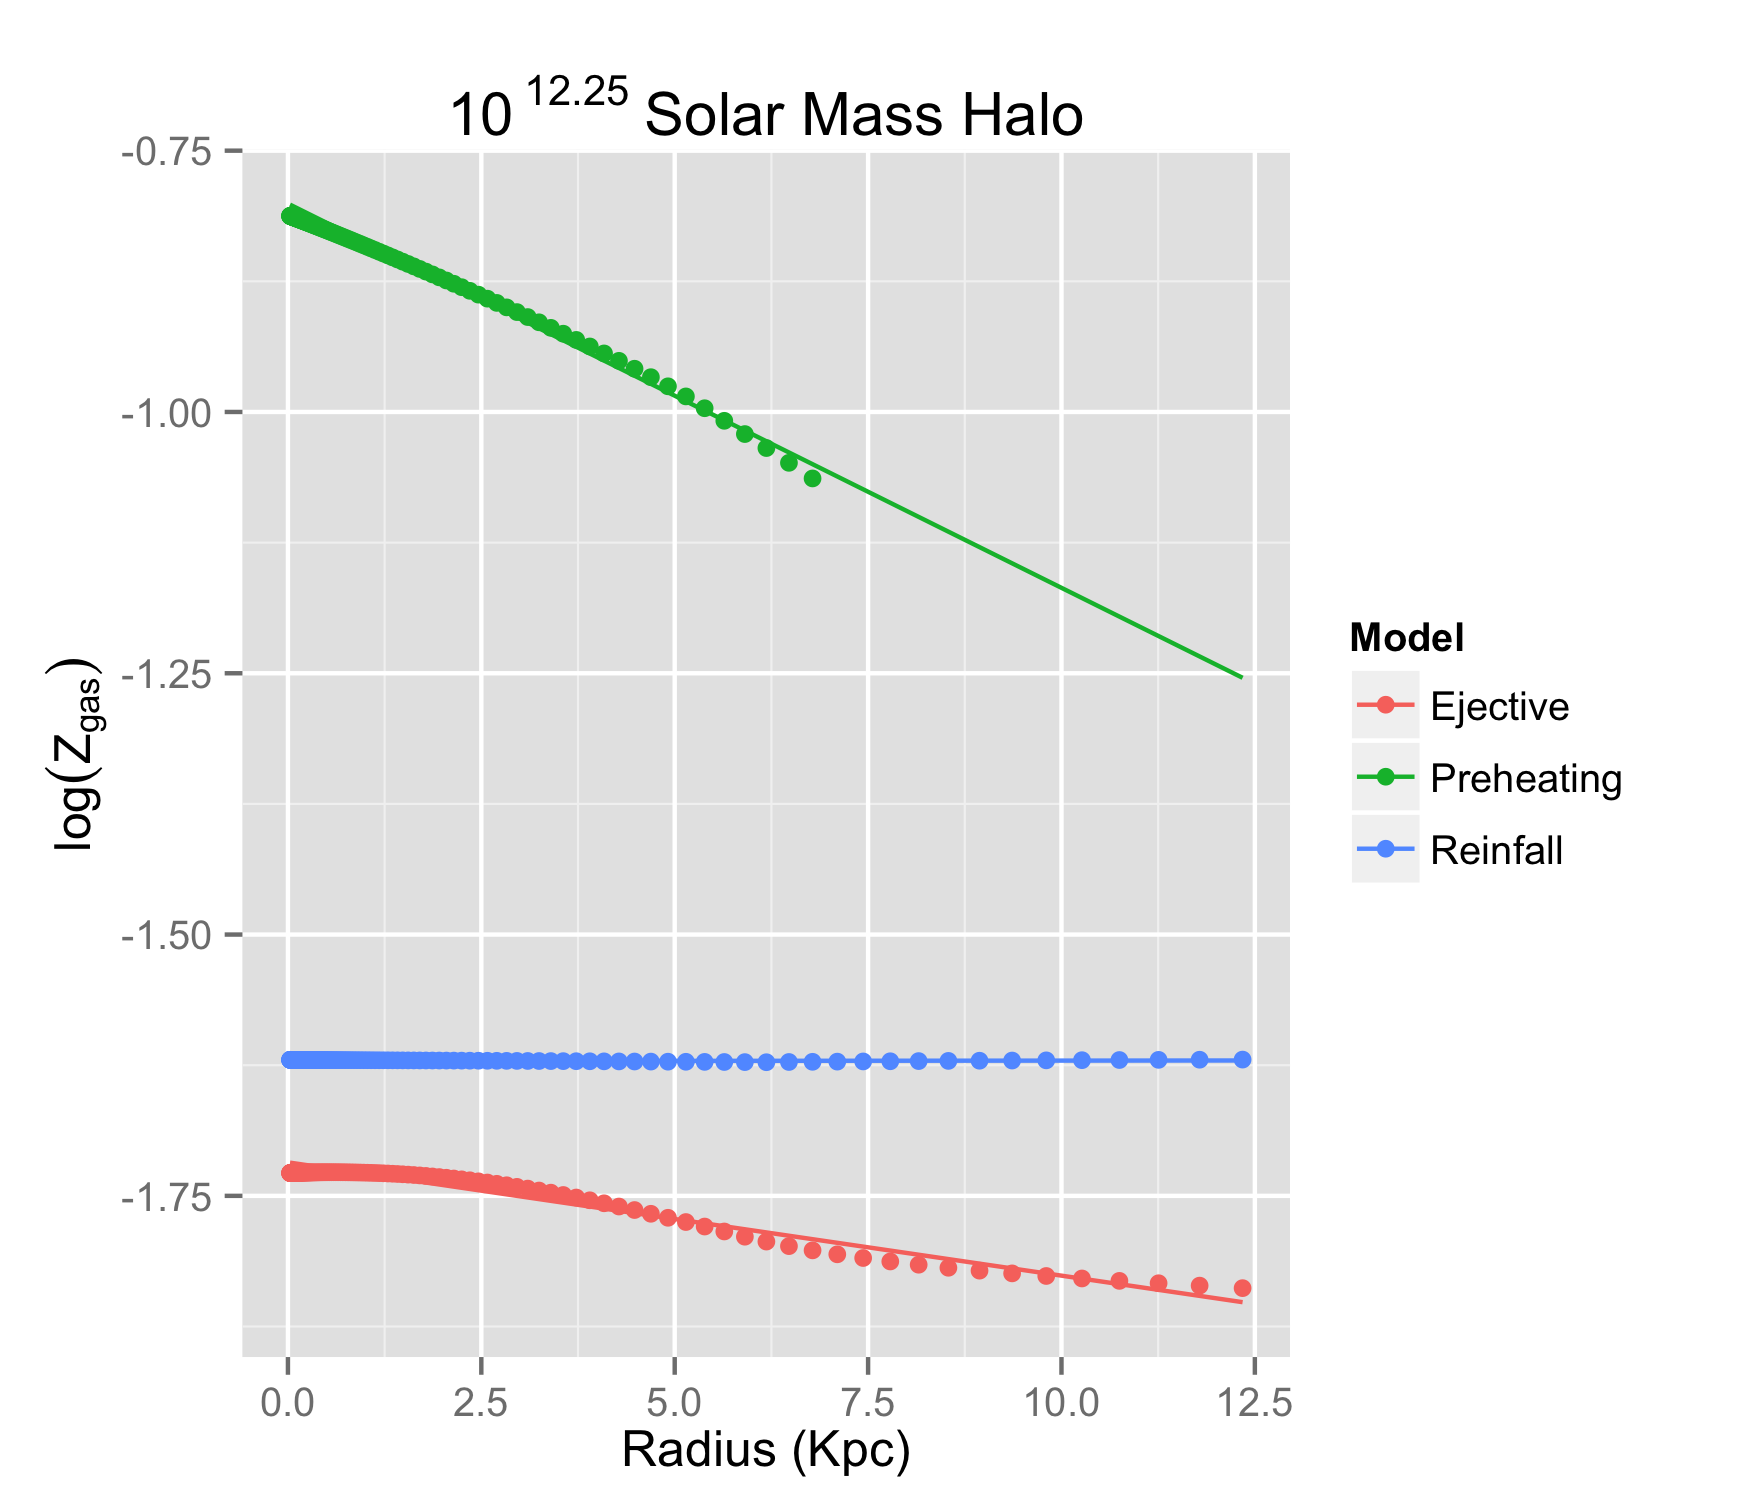 10 12.25 Solar Mass Halo
-0.75
-1.00
-1.25
-1.50
-1.75
log(Zgas)
0.0 2.5 5.0 7.5 10.0 12.5
Radius (Kpc)
Model
Ejective
Preheating
Reinfall